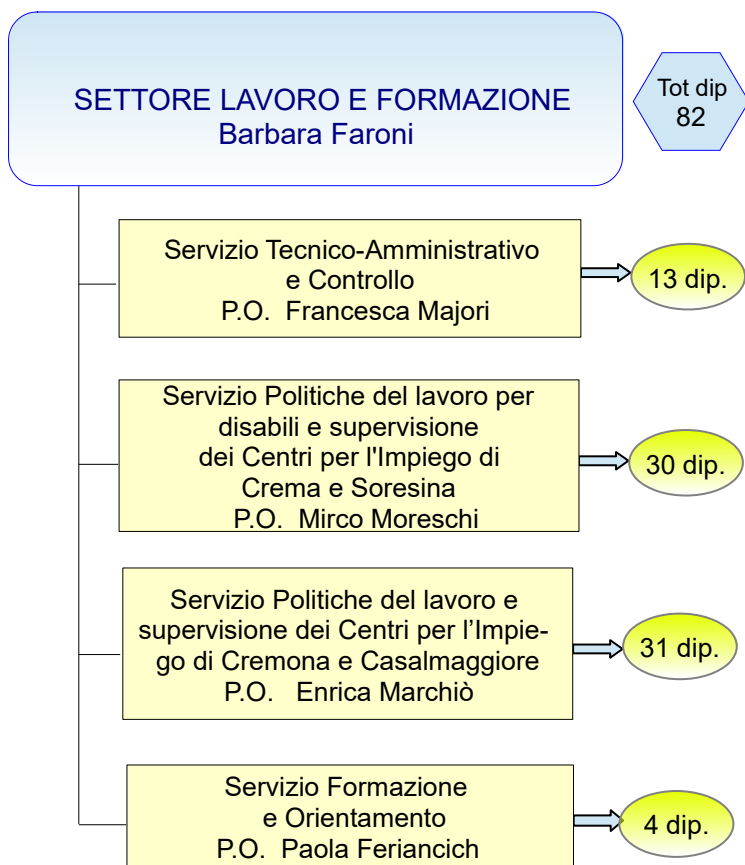 SETTORE LAVORO E FORMAZIONE
Barbara Faroni
Tot dip
82
Servizio Tecnico-Amministrativo
e Controllo
P.O. Francesca Majori
13 dip.
Servizio Politiche del lavoro per
disabili e supervisione
dei Centri per l'Impiego di
Crema e Soresina
P.O. Mirco Moreschi
30 dip.
Servizio Politiche del lavoro e
supervisione dei Centri per l’Impie-
go di Cremona e Casalmaggiore
P.O. Enrica Marchiò
31 dip.
Servizio Formazione
e Orientamento
P.O. Paola Feriancich
4 dip.